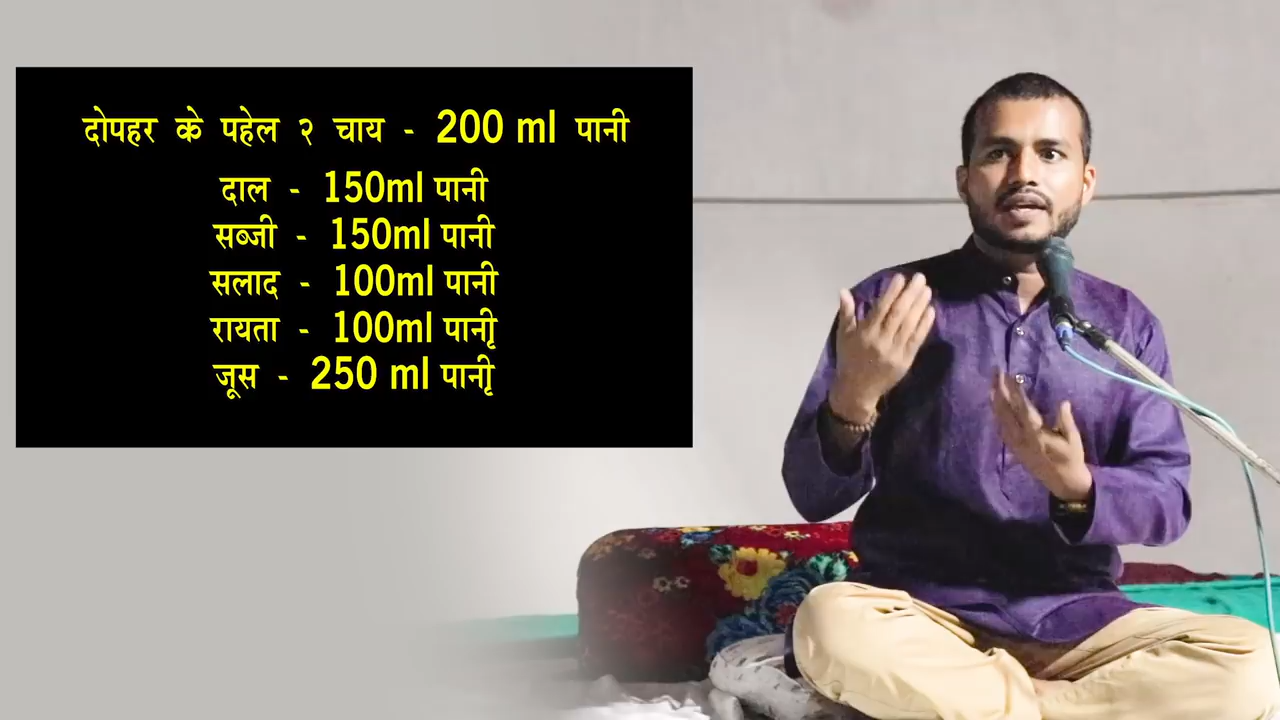 दोपहर के पहेल २ चाय - 200 ml पानी
दाल - 150ml पानी
सब्जी - 150ml पानी
सलाद - 100ml पानी
रायता - 100ml पानीृ
जूस - 250 ml पानीृ